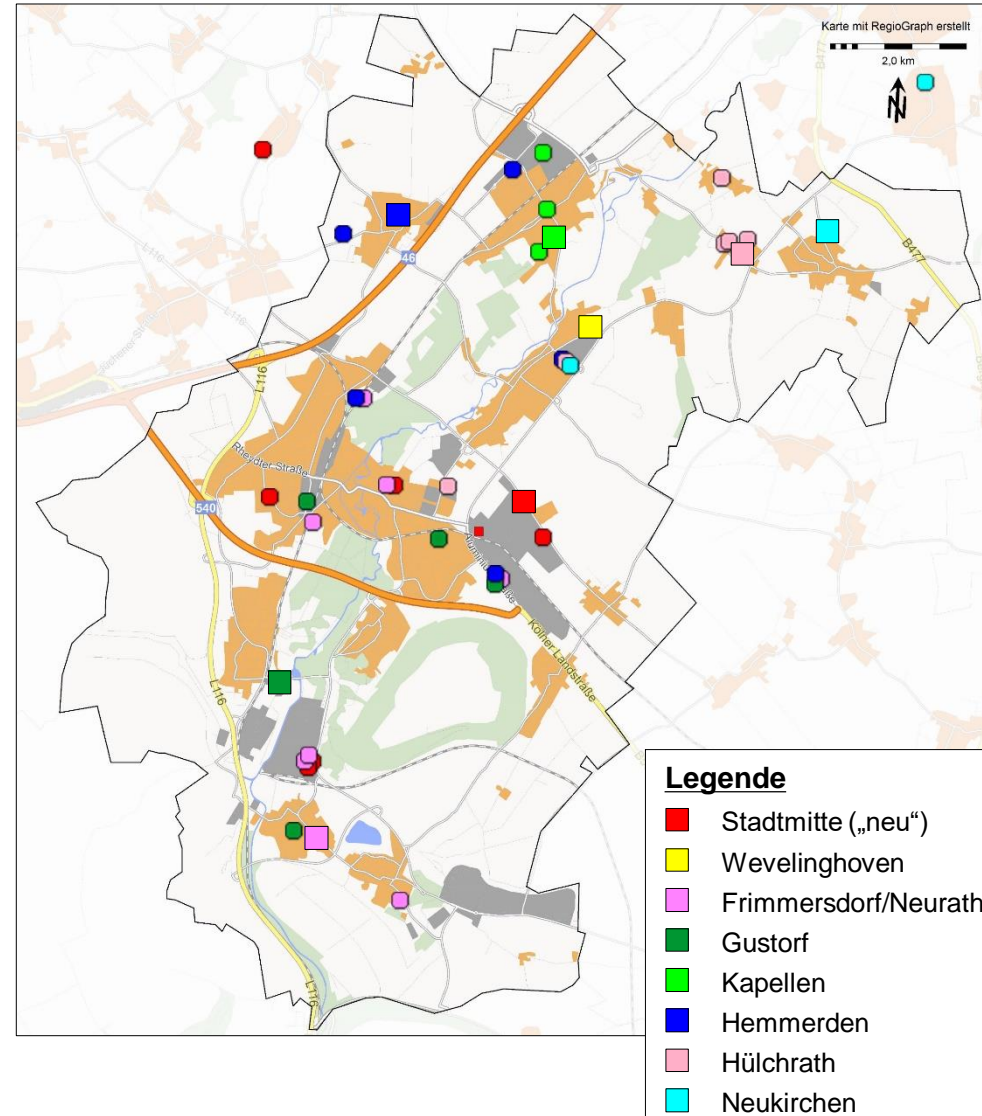 Karte mit RegioGraph erstellt
2,0 km
N
B477
L116
L116
46
B477
L116
Rheydter Straße
540
Kölner Landstraße
L116
L116
Legende
Stadtmitte („neu“)
Wevelinghoven
Frimmersdorf/Neurath
Gustorf
Kapellen
Hemmerden
Hülchrath
Neukirchen